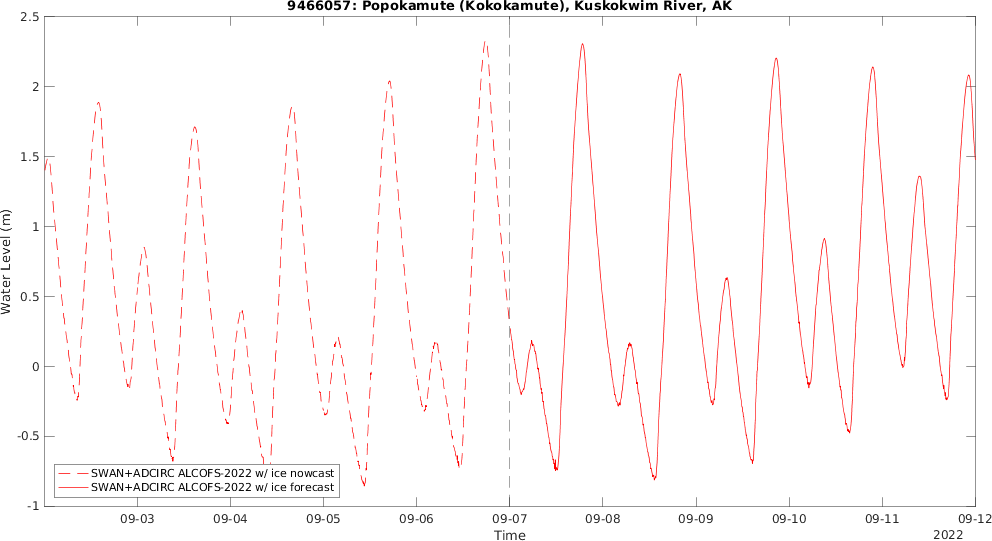 9466057: Popokamute (Kokokamute), Kuskokwim River, AK
2.5
2
1.5
1
0.5
0
-0.5
-1
Water Level (m)
SWAN+ADCIRC ALCOFS-2022 w/ ice nowcast
SWAN+ADCIRC ALCOFS-2022 w/ ice forecast
09-03 09-04 09-05 09-06 09-07 09-08 09-09 09-10 09-11 09-12
Time
2022